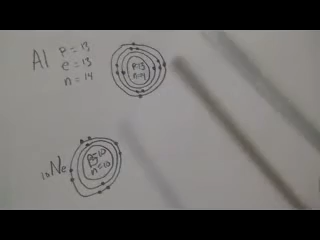 Al
p = 13
e = 13
n = 14
p=13
n=14
₁₀Ne
p=10
n=10